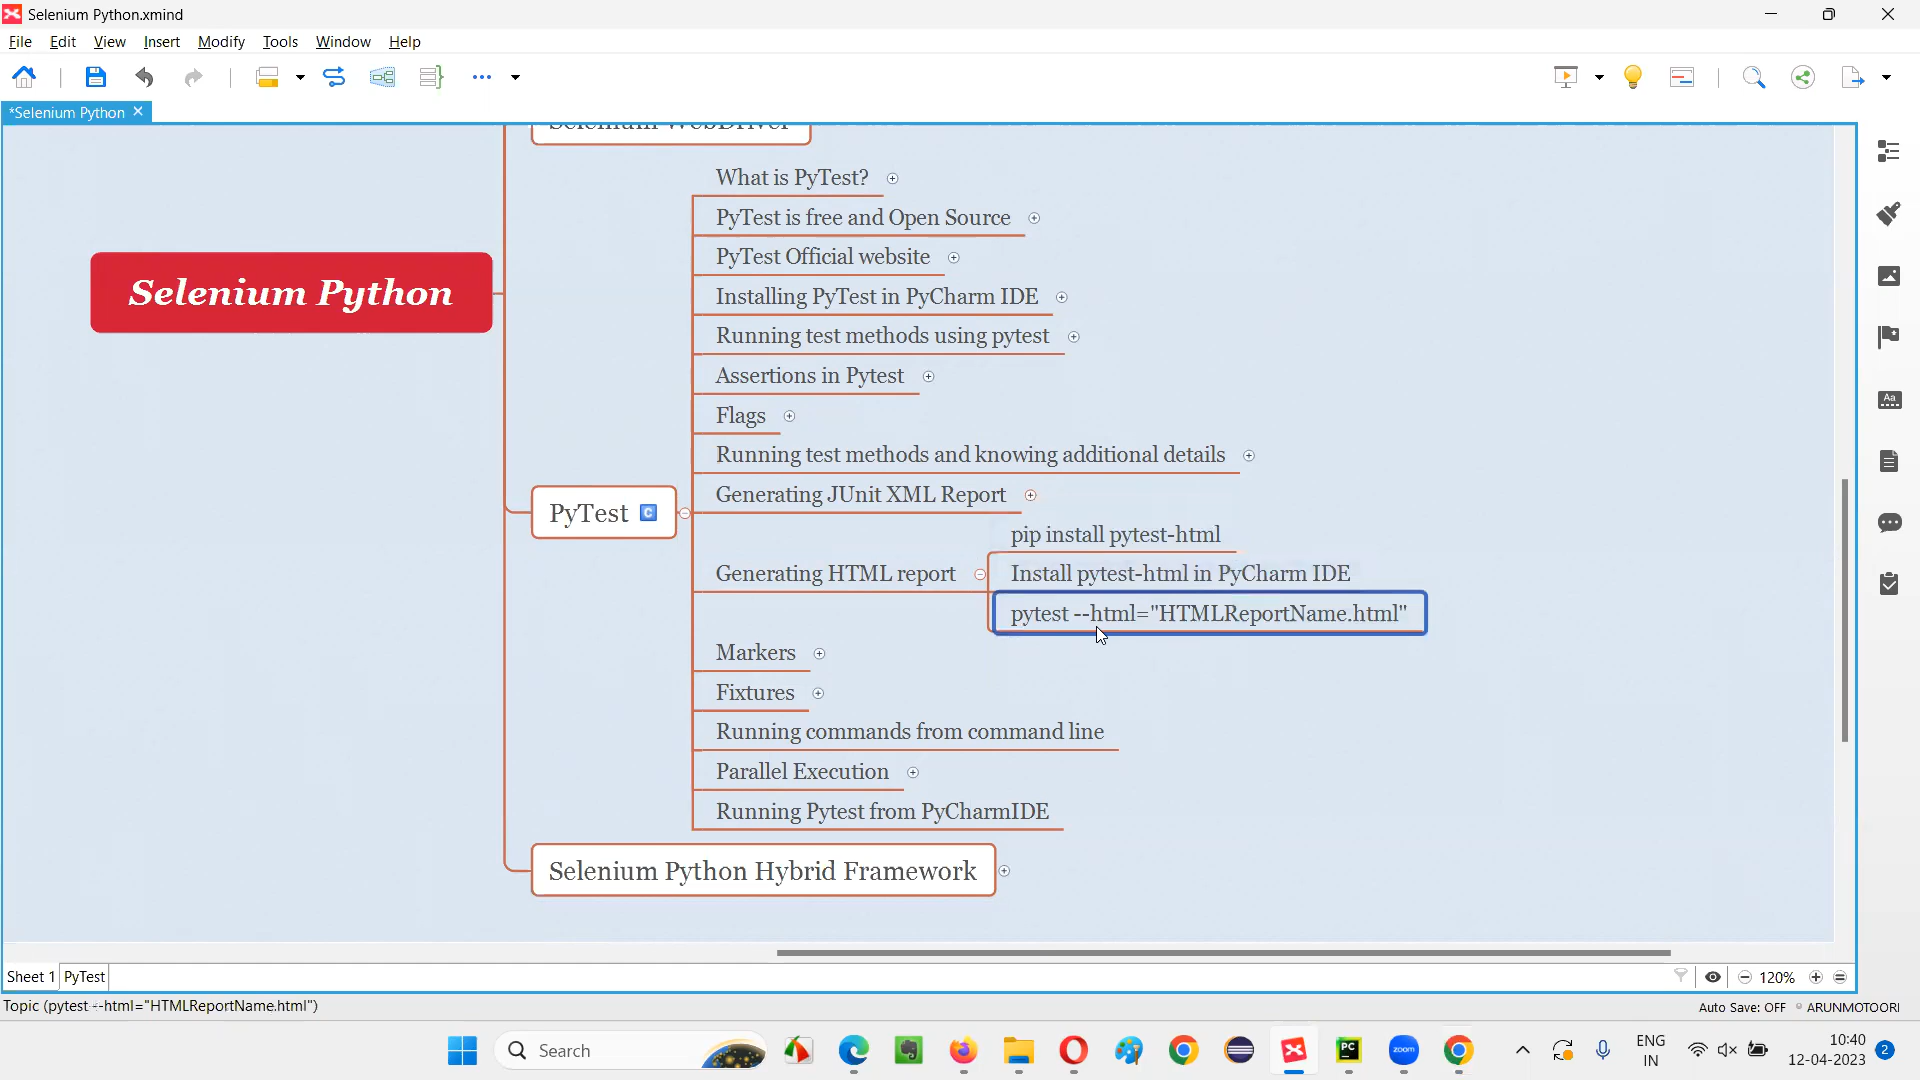 Selenium Python.xmind
File Edit View Insert Modify Tools Window Help
*Selenium Python
Selenium WebDriver
What is PyTest?
PyTest is free and Open Source
PyTest Official website
Selenium Python
Installing PyTest in PyCharm IDE
Running test methods using pytest
Assertions in Pytest
Flags
Running test methods and knowing additional details
Generating JUnit XML Report
PyTest C
pip install pytest-html
Generating HTML report
Install pytest-html in PyCharm IDE
pytest --html="HTMLReportName.html"
Markers
Fixtures
Running commands from command line
Parallel Execution
Running Pytest from PyCharmIDE
Selenium Python Hybrid Framework
Sheet 1 PyTest
120%
Topic (pytest --html="HTMLReportName.html")
Auto Save: OFF ARUNMOTOORI
Search
PC
zoom
ENG
IN
10:40
12-04-2023
2
Aa